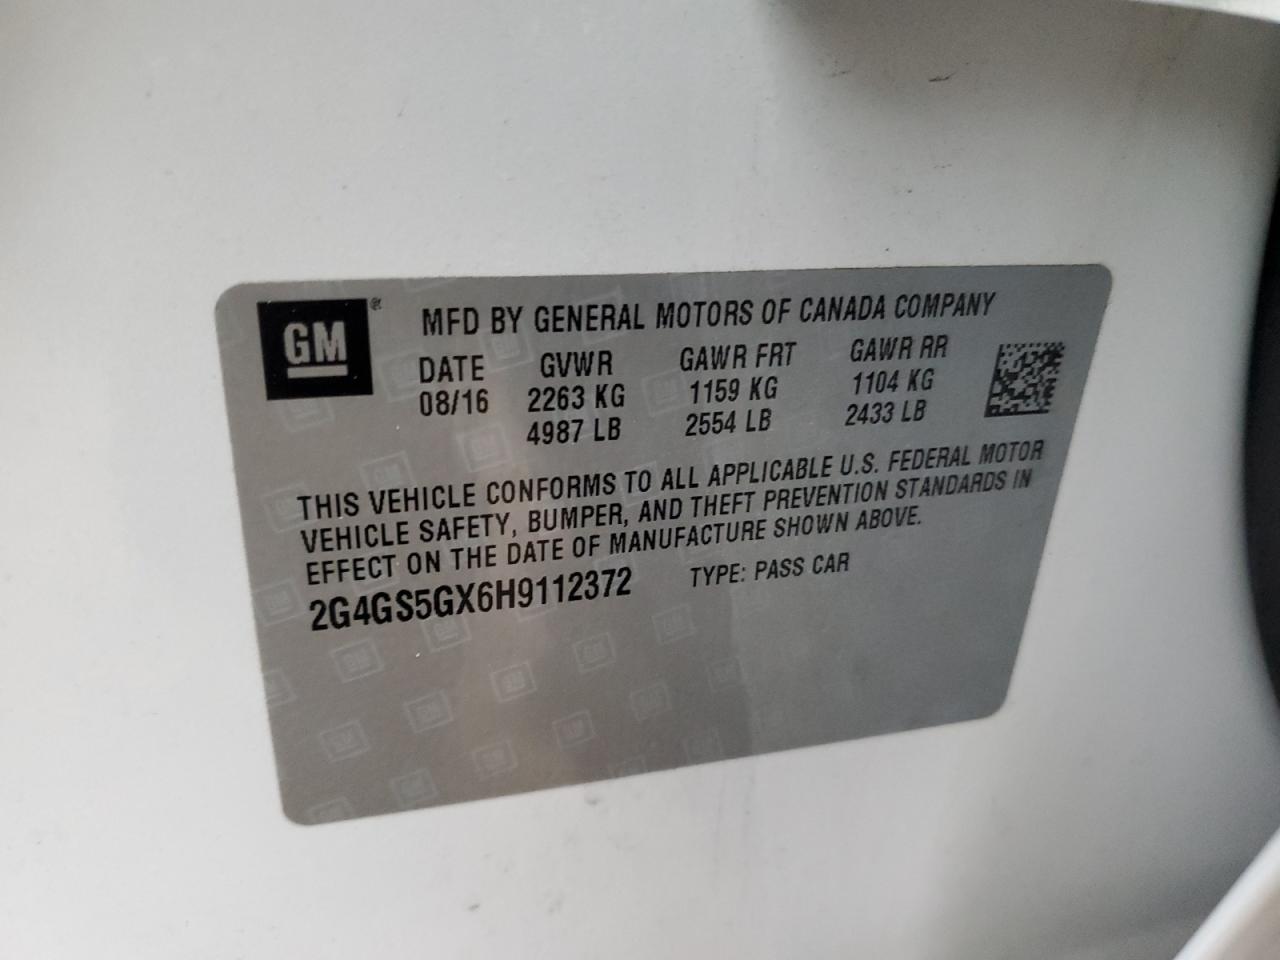 GM ® MFD BY GENERAL MOTORS OF CANADA COMPANY
DATE GVWR GAWR FRT GAWR RR
08/16 2263 KG 1159 KG 1104 KG
4987 LB 2554 LB 2433 LB
THIS VEHICLE CONFORMS TO ALL APPLICABLE U.S. FEDERAL MOTOR
VEHICLE SAFETY, BUMPER, AND THEFT PREVENTION STANDARDS IN
EFFECT ON THE DATE OF MANUFACTURE SHOWN ABOVE.
2G4GS5GX6H9112372 TYPE: PASS CAR